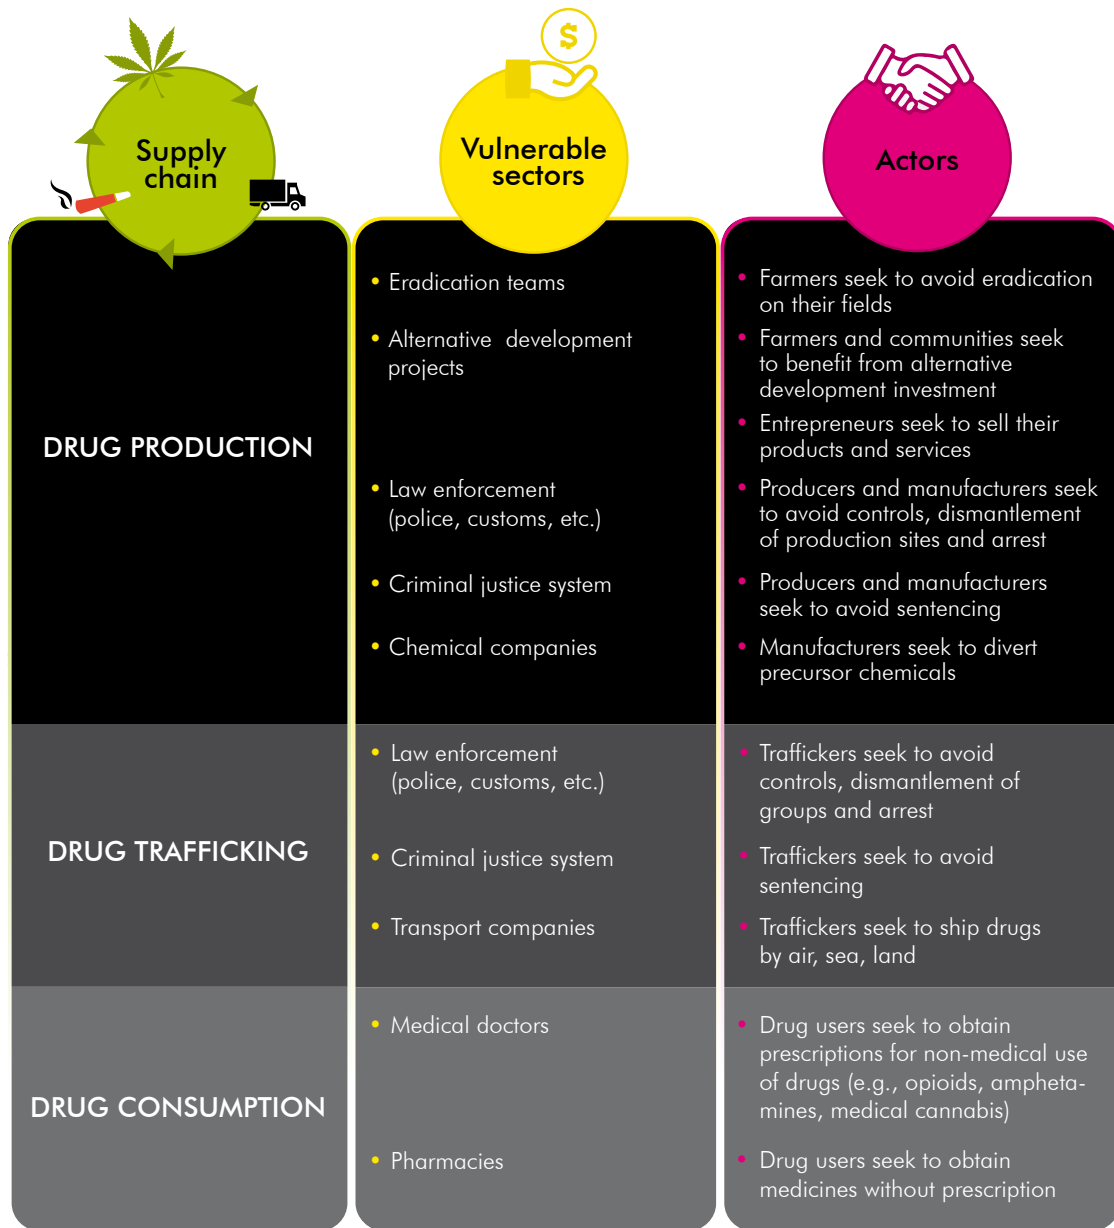 $
Supply
chain
Vulnerable
sectors
Actors
DRUG PRODUCTION
• Eradication teams
• Alternative development
projects
• Law enforcement
(police, customs, etc.)
• Criminal justice system
• Chemical companies
• Farmers seek to avoid eradication
on their fields
• Farmers and communities seek
to benefit from alternative
development investment
• Entrepreneurs seek to sell their
products and services
• Producers and manufacturers seek
to avoid controls, dismantlement
of production sites and arrest
• Producers and manufacturers
seek to avoid sentencing
• Manufacturers seek to divert
precursor chemicals
DRUG TRAFFICKING
• Law enforcement
(police, customs, etc.)
• Criminal justice system
• Transport companies
• Traffickers seek to avoid
controls, dismantlement of
groups and arrest
• Traffickers seek to avoid
sentencing
• Traffickers seek to ship drugs
by air, sea, land
DRUG CONSUMPTION
• Medical doctors
• Pharmacies
• Drug users seek to obtain
prescriptions for non-medical use
of drugs (e.g., opioids, ampheta-
mines, medical cannabis)
• Drug users seek to obtain
medicines without prescription